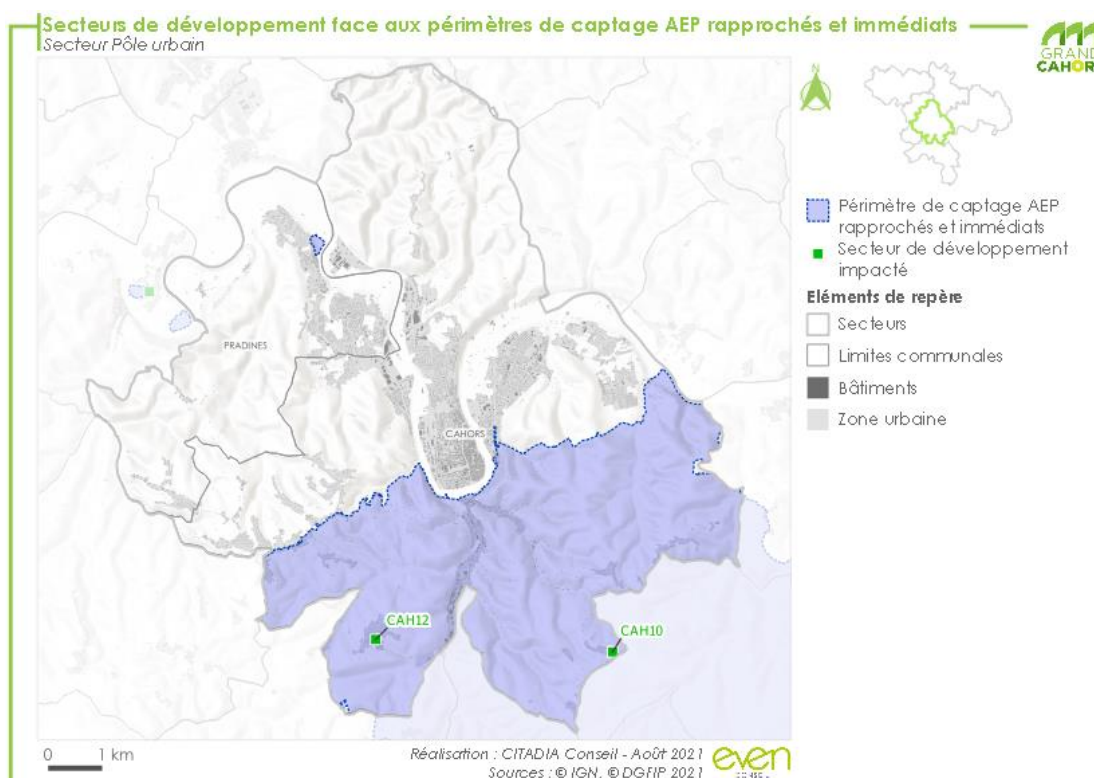 Secteurs de développement face aux périmètres de captage AEP rapprochés et immédiats
Secteur Pôle urbain
GRAND
CAHORS
N
Périmètre de captage AEP
rapprochés et immédiats
Secteur de développement
impacté
Eléments de repère
Secteurs
Limites communales
Bâtiments
Zone urbaine
PRADINES
CAHORS
CAH12
CAH10
0 1 km
Réalisation : CITADIA Conseil - Août 2021
Sources : © IGN, © DGFIP 2021
even